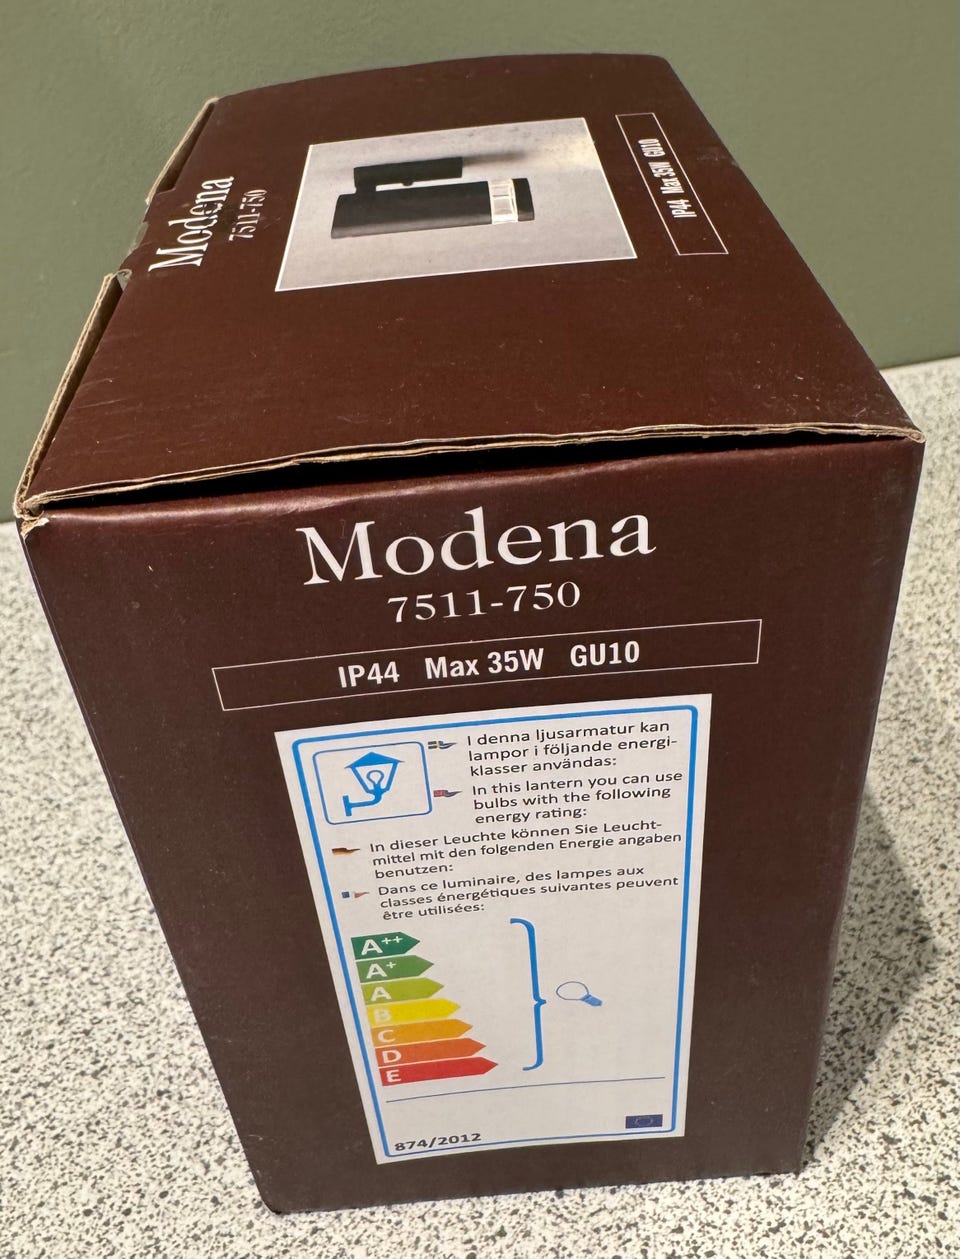 Modena
7511-750
IP44 Max 35W GU10
Modena
7511-750
IP44 Max 35W GU10
I denna ljusarmatur kan
lampor i följande energi-
klasser användas:
In this lantern you can use
bulbs with the following
energy rating:
In dieser Leuchte können Sie Leucht-
mittel mit den folgenden Energie angaben
benutzen:
Dans ce luminaire, des lampes aux
classes énergétiques suivantes peuvent
être utilisées:
A++
A+
A
B
C
D
E
874/2012